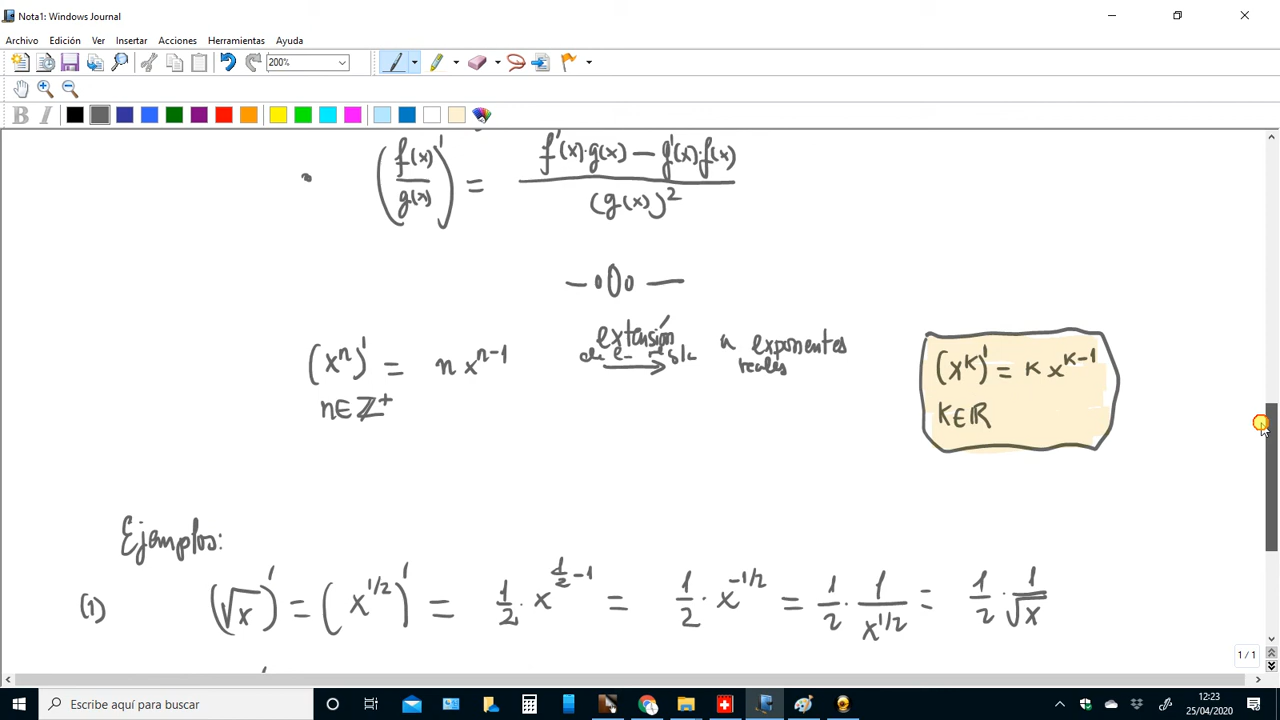 Nota1: Windows Journal
Archivo Edición Ver Insertar Acciones Herramientas Ayuda
200%
B I
• (f(x)/g(x))' = (f'(x)·g(x) — g'(x)·f(x))/(g(x))²
—o0o—
(xⁿ)' = n xⁿ⁻¹ extensión a exponentes reales
n∈ℤ⁺
(x^K)' = K x^(K-1)
K∈ℝ
Ejemplos:
(1) (√x)' = (x^1/2)' = 1/2 · x^(1/2 - 1) = 1/2 · x^-1/2 = 1/2 · 1/x^1/2 = 1/2 · 1/√x
1 / 1
Escribe aquí para buscar
12:23
25/04/2020